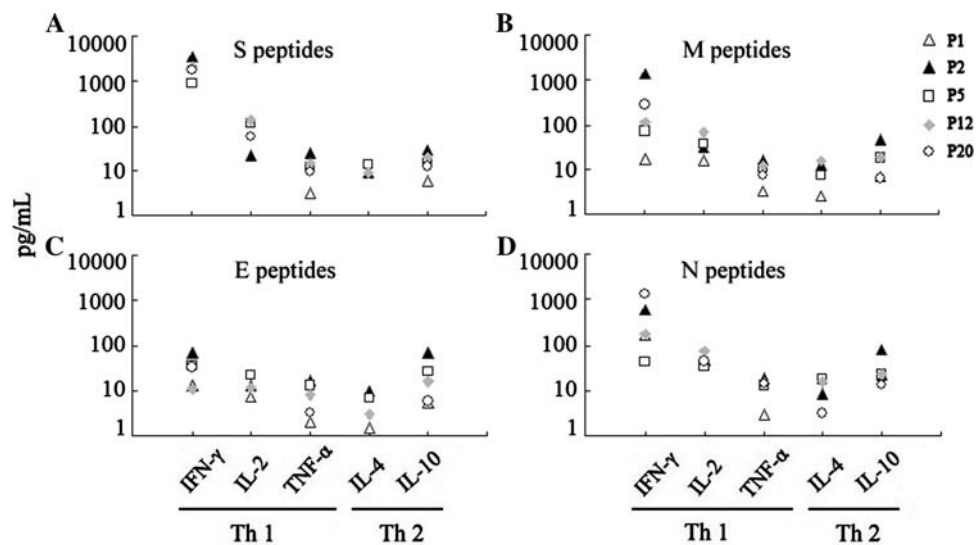 A
S peptides
10000
1000
100
10
1
B
M peptides
10000
1000
100
10
1
P1
P2
P5
P12
P20
pg/mL
C
E peptides
10000
1000
100
10
1
IFN-γ
IL-2
TNF-α
IL-4
IL-10
Th 1
Th 2
D
N peptides
10000
1000
100
10
1
IFN-γ
IL-2
TNF-α
IL-4
IL-10
Th 1
Th 2